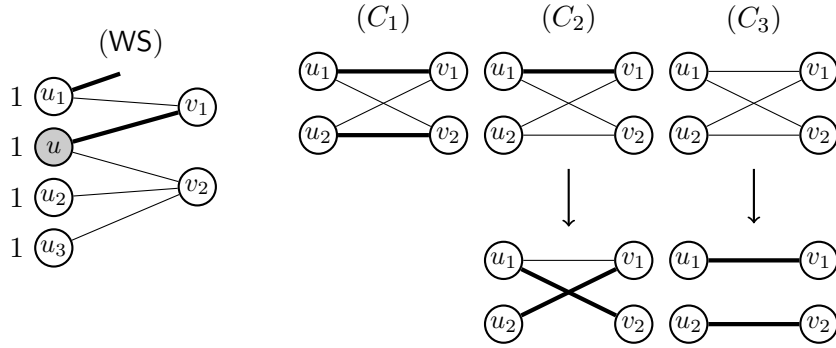 (WS) (C₁) (C₂) (C₃)
1 u₁ v₁ u₁ v₁ u₁ v₁ u₁ v₁
1 u u₂ v₂ u₂ v₂ u₂ v₂
1 u₂ v₂
1 u₃ u₁ v₁ u₁ v₁
u₂ v₂ u₂ v₂